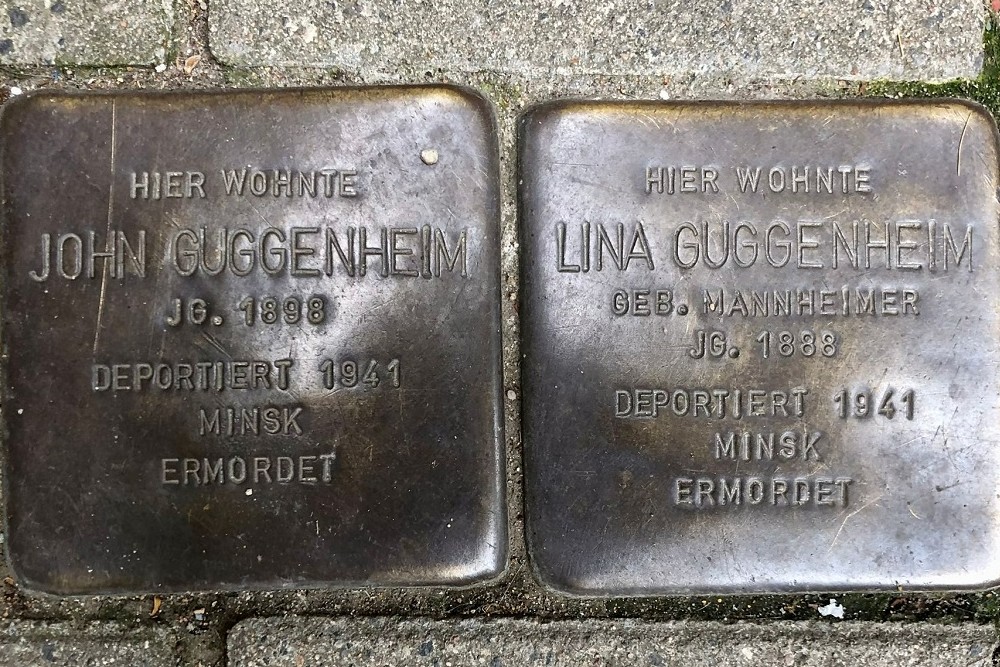 HIER WOHNTE
JOHN GUGGENHEIM
JG. 1898
DEPORTIERT 1941
MINSK
ERMORDET
HIER WOHNTE
LINA GUGGENHEIM
GEB. MANNHEIMER
JG. 1888
DEPORTIERT 1941
MINSK
ERMORDET